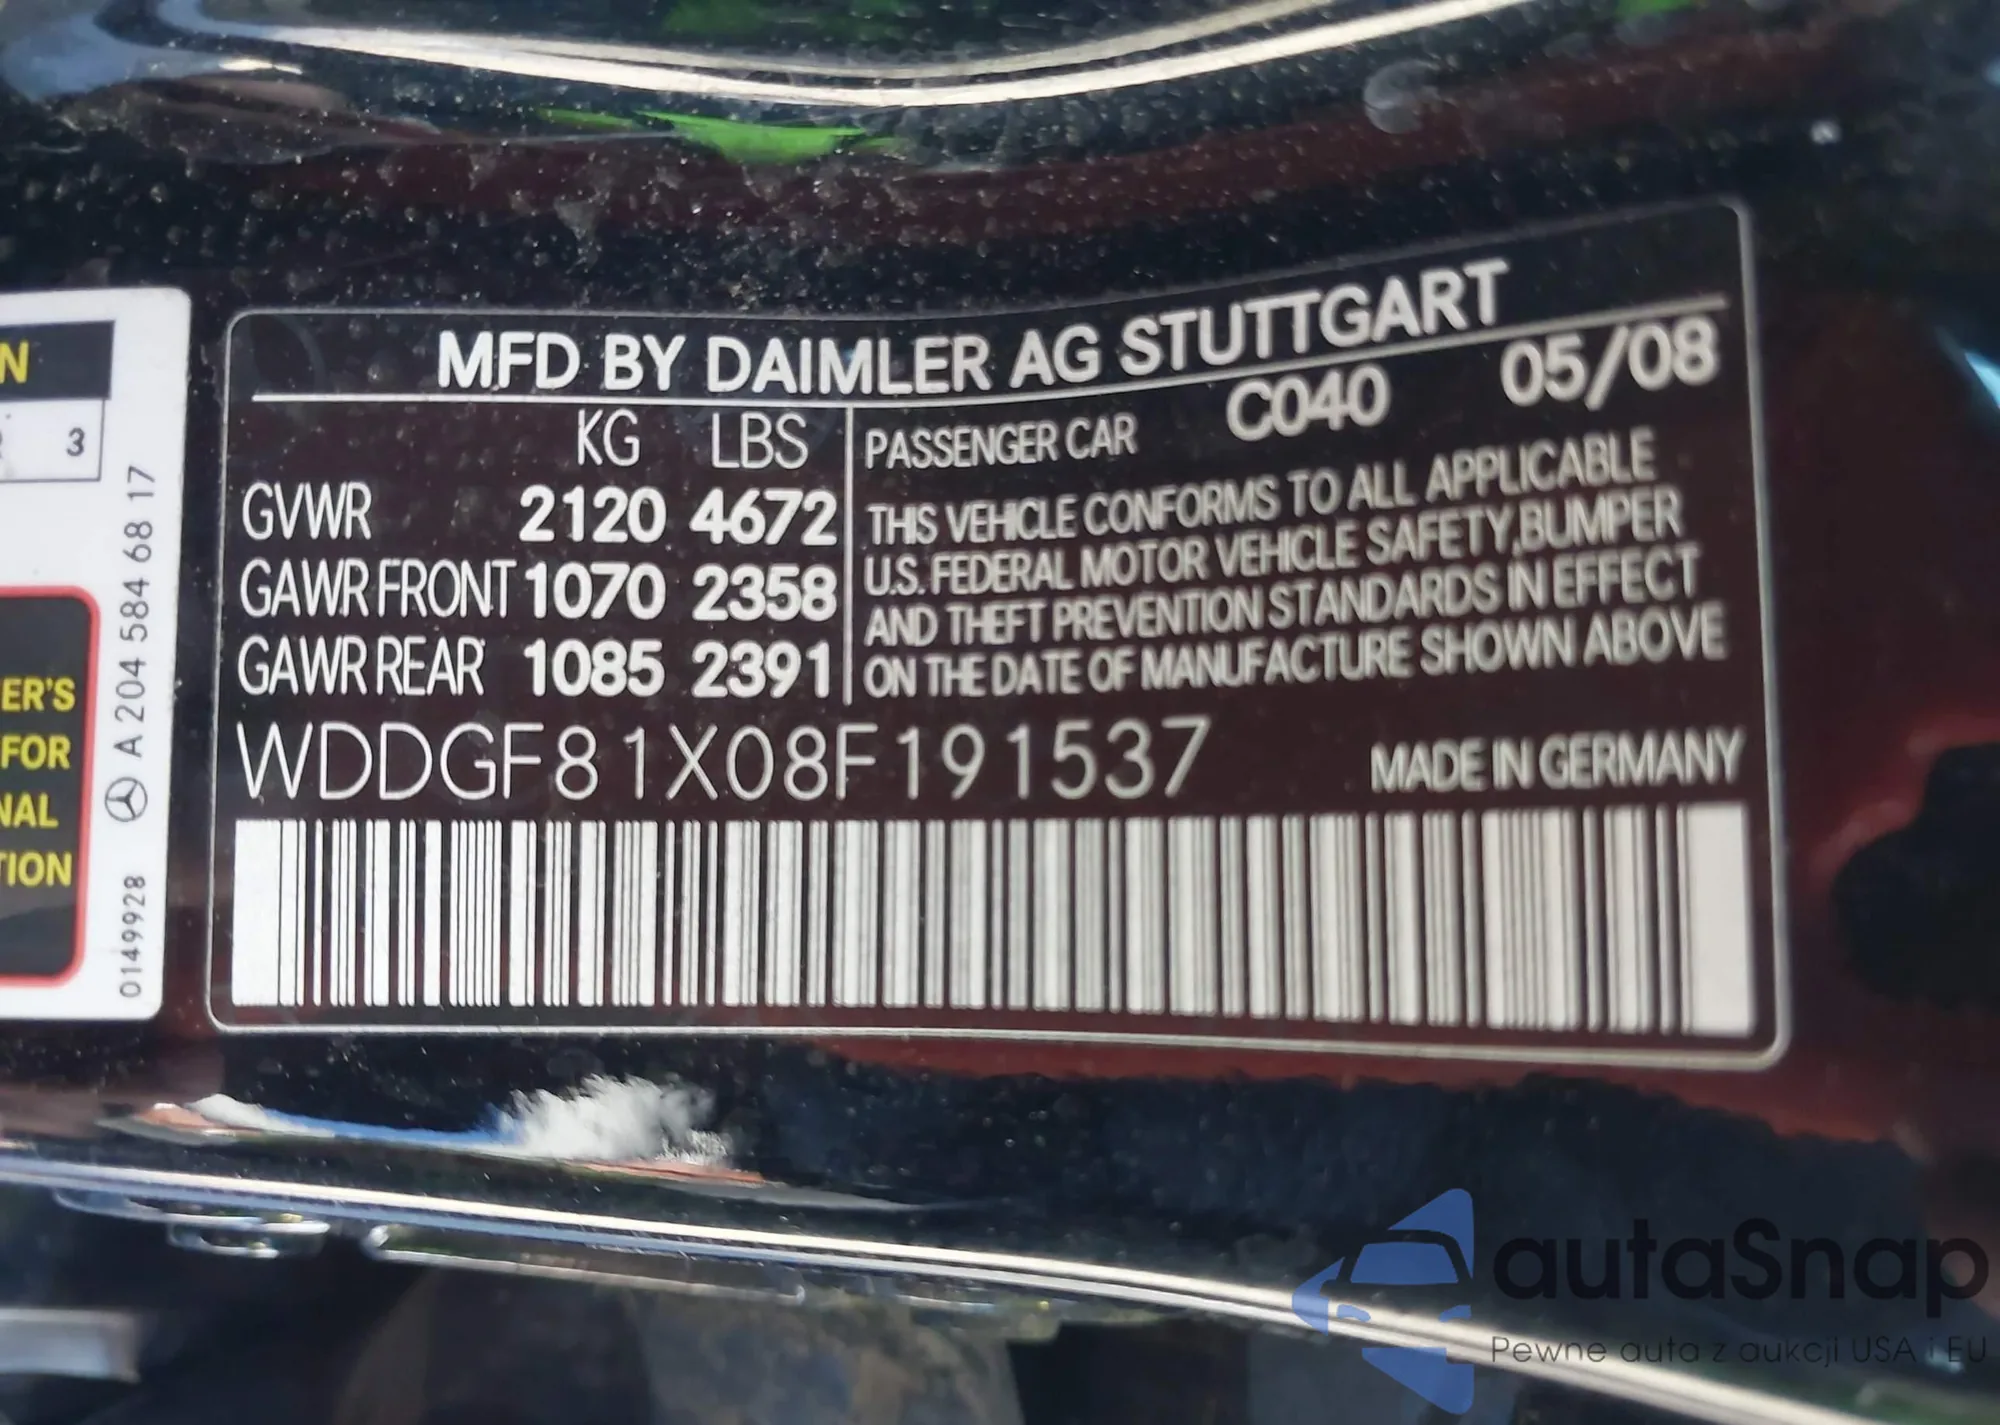 MFD BY DAIMLER AG STUTTGART
KG LBS
GVWR 2120 4672
GAWR FRONT 1070 2358
GAWR REAR 1085 2391
PASSENGER CAR C040 05/08
THIS VEHICLE CONFORMS TO ALL APPLICABLE
U.S. FEDERAL MOTOR VEHICLE SAFETY,BUMPER
AND THEFT PREVENTION STANDARDS IN EFFECT
ON THE DATE OF MANUFACTURE SHOWN ABOVE
WDDGF81X08F191537
MADE IN GERMANY
N
3
ER'S
FOR
NAL
TION
A 204 584 68 17
0149928
autaSnap
Pewne auta z aukcji USA i EU